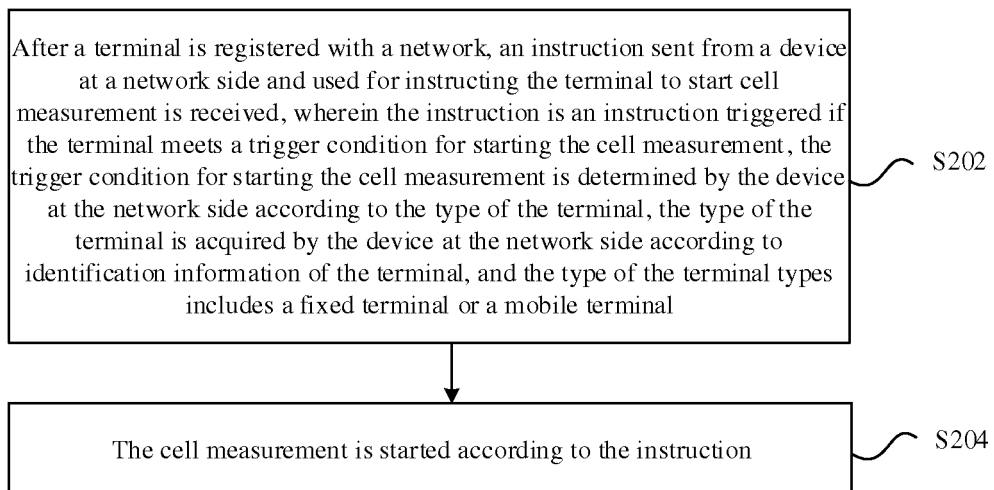 After a terminal is registered with a network, an instruction sent from a device
at a network side and used for instructing the terminal to start cell
measurement is received, wherein the instruction is an instruction triggered if
the terminal meets a trigger condition for starting the cell measurement, the
trigger condition for starting the cell measurement is determined by the device
at the network side according to the type of the terminal, the type of the
terminal is acquired by the device at the network side according to
identification information of the terminal, and the type of the terminal types
includes a fixed terminal or a mobile terminal
S202
The cell measurement is started according to the instruction
S204